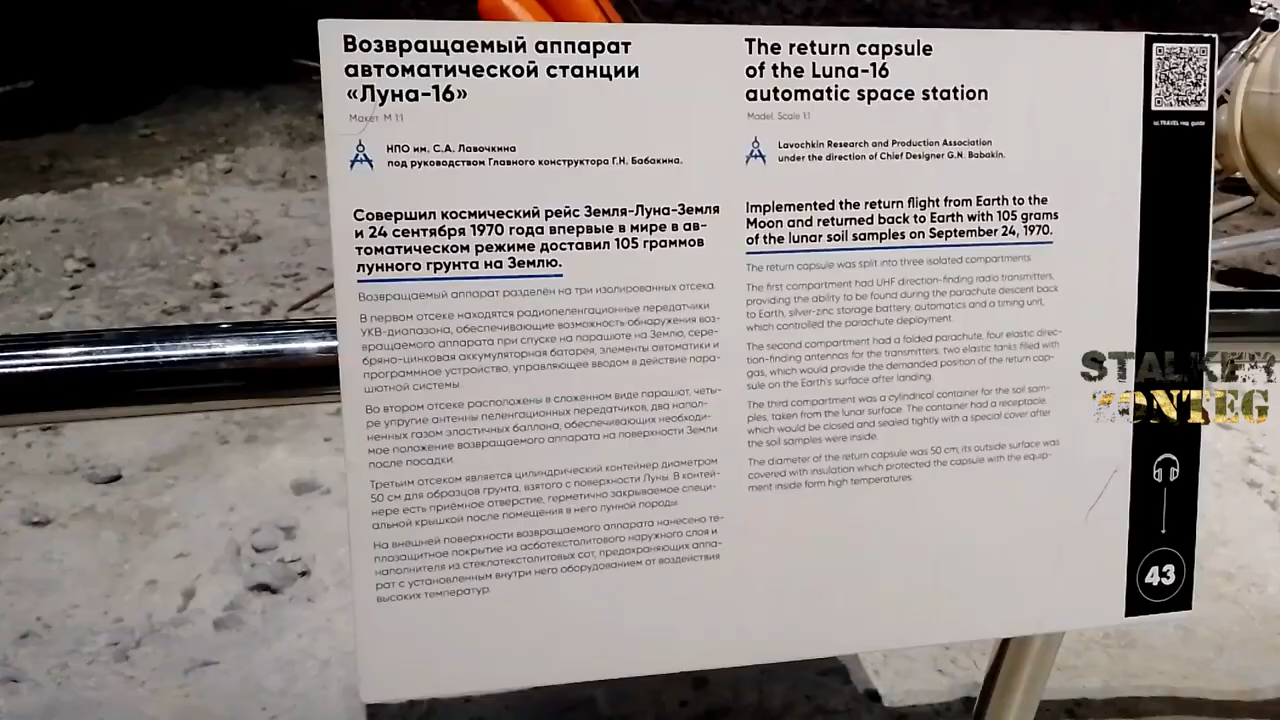 Возвращаемый аппарат
автоматической станции
«Луна-16»
Макет М 1:1
НПО им. С.А. Лавочкина
под руководством Главного конструктора Г.Н. Бабакина.
Совершил космический рейс Земля-Луна-Земля
и 24 сентября 1970 года впервые в мире в ав-
томатическом режиме доставил 105 граммов
лунного грунта на Землю.
Возвращаемый аппарат разделён на три изолированных отсека.
В первом отсеке находятся радиопеленгационные передатчики
УКВ-диапазона, обеспечивающие возможность обнаружения воз-
вращаемого аппарата при спуске на парашюте на Землю, сере-
бряно-цинковая аккумуляторная батарея, элементы автоматики и
программное устройство, управляющее вводом в действие пара-
шютной системы.
Во втором отсеке расположены в сложенном виде парашют, четы-
ре упругие антенны пеленгационных передатчиков, два напол-
ненных газом эластичных баллона, обеспечивающих необходи-
мое положение возвращаемого аппарата на поверхности Земли
после посадки.
Третьим отсеком является цилиндрический контейнер диаметром
50 см для образцов грунта, взятого с поверхности Луны. В контей-
нере есть приёмное отверстие, герметично закрываемое специ-
альной крышкой после помещения в него лунной породы.
На внешней поверхности возвращаемого аппарата нанесено те-
плозащитное покрытие из асботекстолитового наружного слоя и
наполнителя из стеклотекстолитовых сот, предохраняющих аппа-
рат с установленным внутри него оборудованием от воздействия
высоких температур.
The return capsule
of the Luna-16
automatic space station
Model. Scale 1:1
Lavochkin Research and Production Association
under the direction of Chief Designer G.N. Babakin.
Implemented the return flight from Earth to the
Moon and returned back to Earth with 105 grams
of the lunar soil samples on September 24, 1970.
The return capsule was split into three isolated compartments.
The first compartment had UHF direction-finding radio transmitters,
providing the ability to be found during the parachute descent back
to Earth, silver-zinc storage battery, automatics and a timing unit,
which controlled the parachute deployment.
The second compartment had a folded parachute, four elastic direc-
tion-finding antennas for the transmitters, two elastic tanks filled with
gas, which would provide the demanded position of the return cap-
sule on the Earth's surface after landing.
The third compartment was a cylindrical container for the soil sam-
ples, taken from the lunar surface. The container had a receptacle,
which would be closed and sealed tightly with a special cover after
the soil samples were inside.
The diameter of the return capsule was 50 cm, its outside surface was
covered with insulation which protected the capsule with the equip-
ment inside form high temperatures.
izi.TRAVEL guide
43
STALKER
ZONTEG